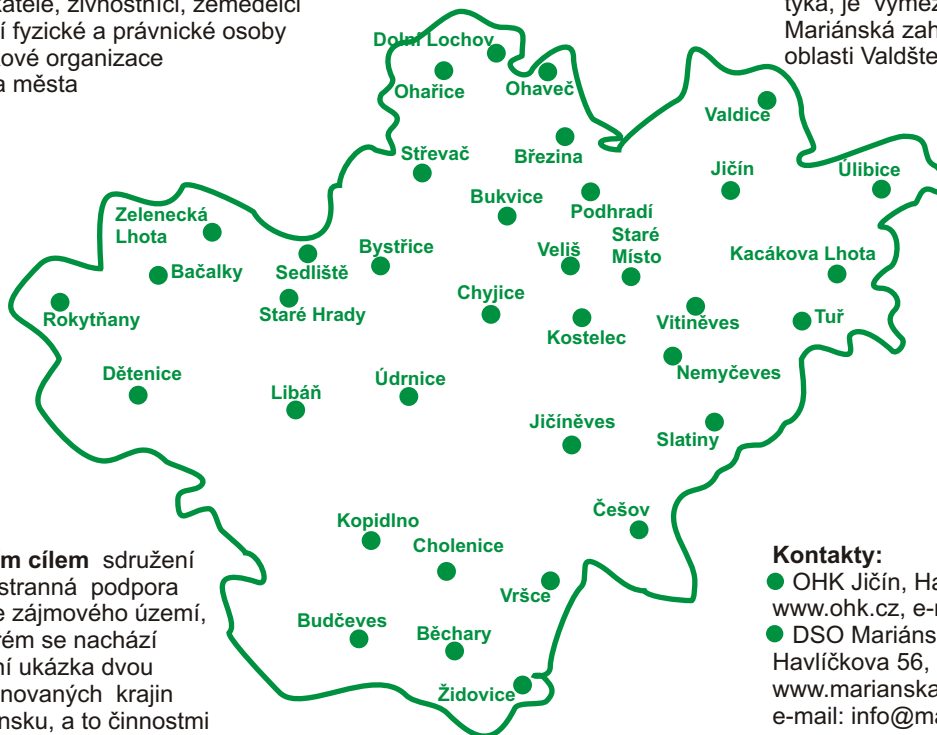 katelé, živnostníci, zemědělci
í fyzické a právnické osoby
kové organizace
a města
týká, je vymez
Mariánská zah
oblasti Valdšte
Dolní Lochov
Ohařice
Ohaveč
Valdice
Střevač
Březina
Jičín
Úlibice
Bukvice
Podhradí
Zelenecká
Lhota
Bystřice
Veliš
Staré
Místo
Kacákova Lhota
Bačalky
Sedliště
Staré Hrady
Chyjice
Rokytňany
Kostelec
Vitiněves
Tuř
Dětenice
Libáň
Údrnice
Nemyčeves
Jičíněves
Slatiny
Češov
Kopidlno
Cholenice
Vršce
Budčeves
Běchary
Židovice
m cílem sdružení
stranná podpora
e zájmového území,
rém se nachází
ní ukázka dvou
novaných krajin
nsku, a to činnostmi
Kontakty:
● OHK Jičín, Ha
www.ohk.cz, e-
● DSO Mariáns
Havlíčkova 56,
www.marianska
e-mail: info@ma